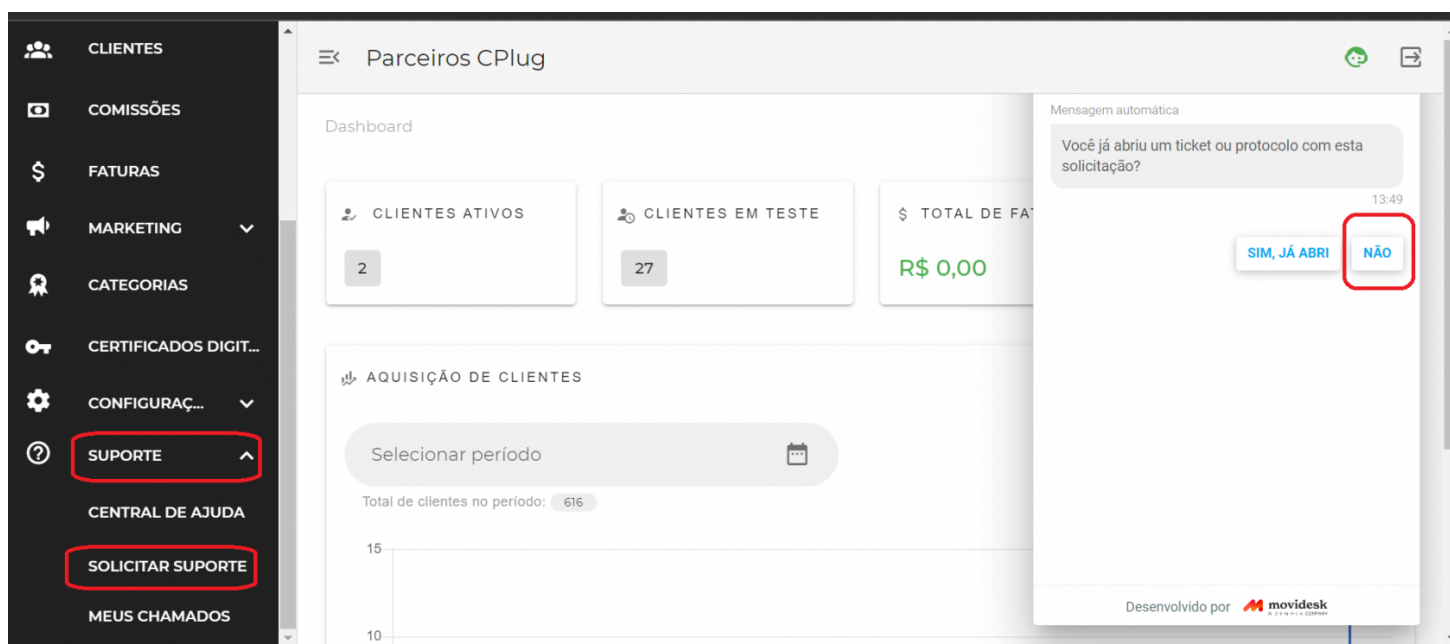 CLIENTES
COMISSÕES
FATURAS
MARKETING
CATEGORIAS
CERTIFICADOS DIGIT...
CONFIGURAÇ...
SUPORTE
CENTRAL DE AJUDA
SOLICITAR SUPORTE
MEUS CHAMADOS
Parceiros CPlug
Dashboard
CLIENTES ATIVOS
2
CLIENTES EM TESTE
27
$ TOTAL DE FA
R$ 0,00
AQUISIÇÃO DE CLIENTES
Selecionar período
Total de clientes no período: 616
15
10
Mensagem automática
Você já abriu um ticket ou protocolo com esta
solicitação?
13:49
SIM, JÁ ABRI NÃO
Desenvolvido por movidesk
A ZENVIA COMPANY